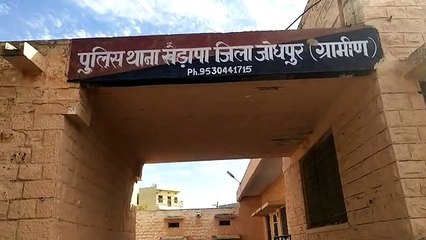 पुलिस थाना खेड़ापा जिला जोधपुर (ग्रामीण)
Ph.9530441715